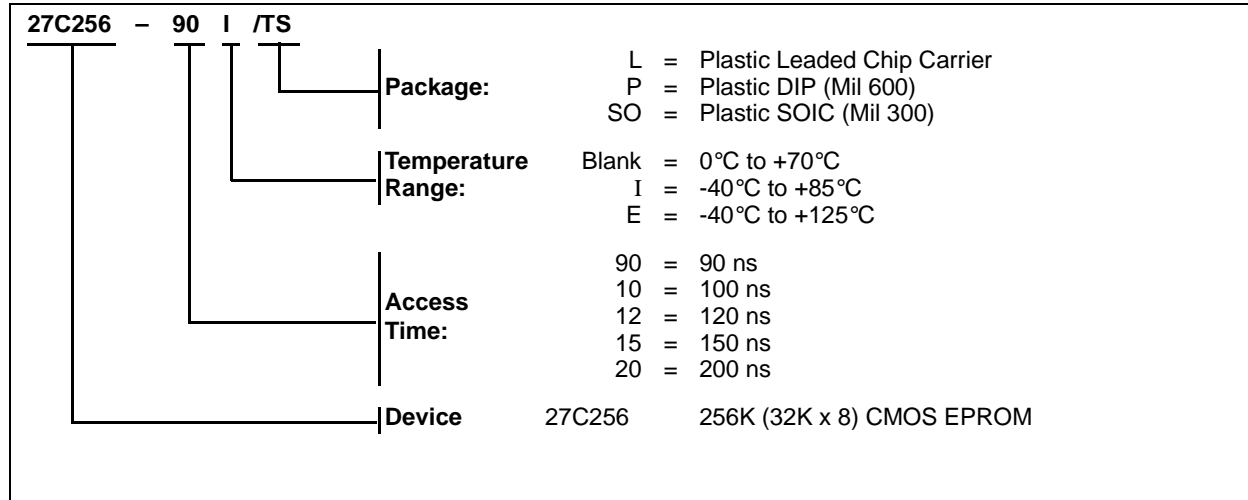 27C256 – 90 I /TS
Package: L = Plastic Leaded Chip Carrier
P = Plastic DIP (Mil 600)
SO = Plastic SOIC (Mil 300)
Temperature Range: Blank = 0°C to +70°C
I = -40°C to +85°C
E = -40°C to +125°C
Access Time: 90 = 90 ns
10 = 100 ns
12 = 120 ns
15 = 150 ns
20 = 200 ns
Device 27C256 256K (32K x 8) CMOS EPROM